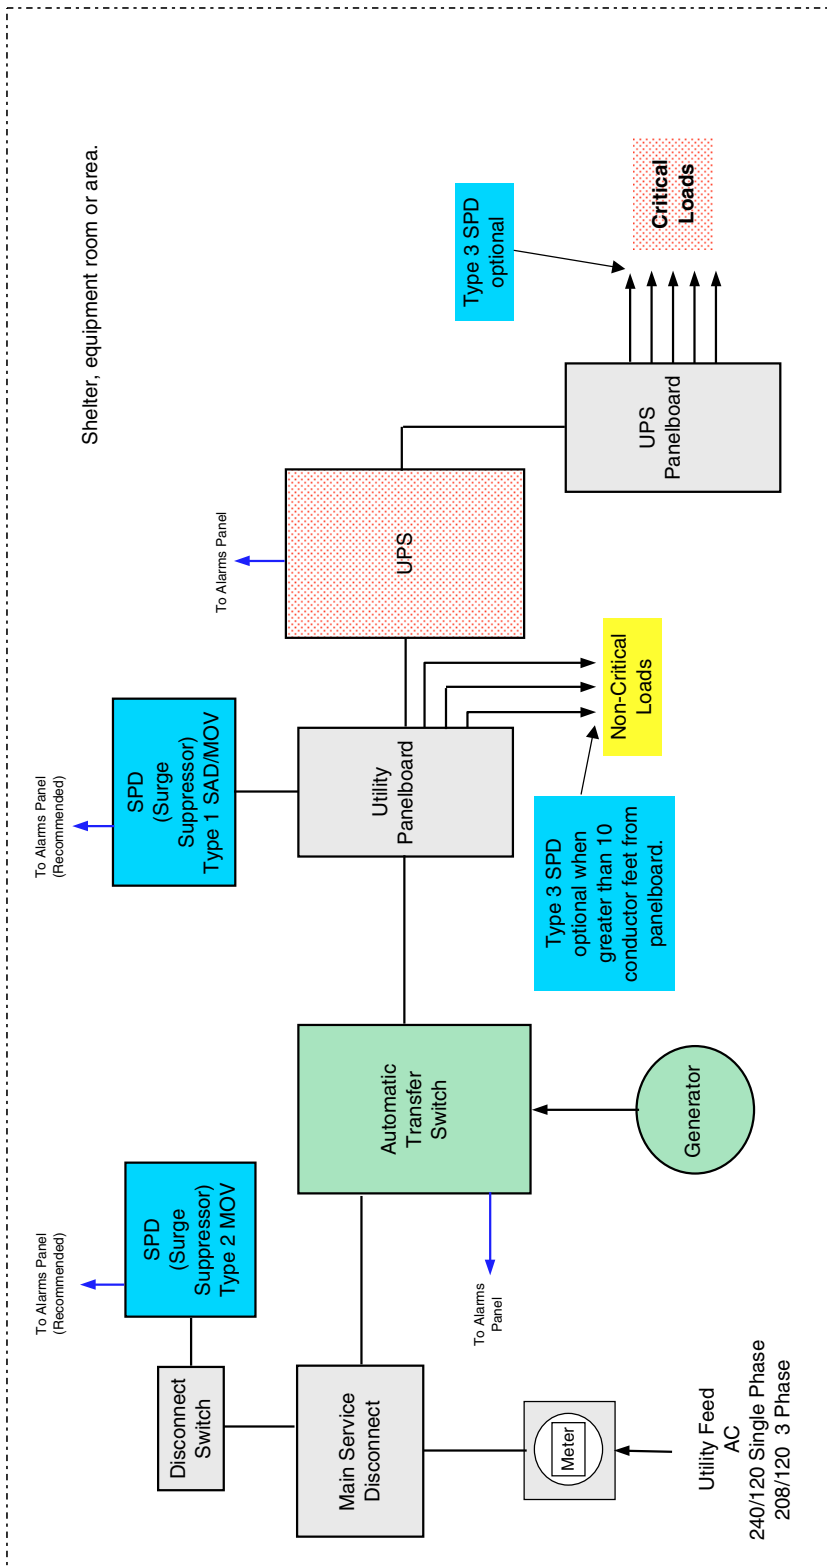 Shelter, equipment room or area.
To Alarms Panel
(Recommended)
SPD
(Surge
Suppressor)
Type 2 MOV
Disconnect
Switch
Main Service
Disconnect
Meter
Utility Feed
AC
240/120 Single Phase
208/120  3 Phase
To Alarms
Panel
Automatic
Transfer
Switch
Generator
To Alarms Panel
(Recommended)
SPD
(Surge
Suppressor)
Type 1 SAD/MOV
Utility
Panelboard
Type 3 SPD
optional when
greater than 10
conductor feet from
panelboard.
Non-Critical
Loads
To Alarms Panel
UPS
UPS
Panelboard
Type 3 SPD
optional
Critical
Loads